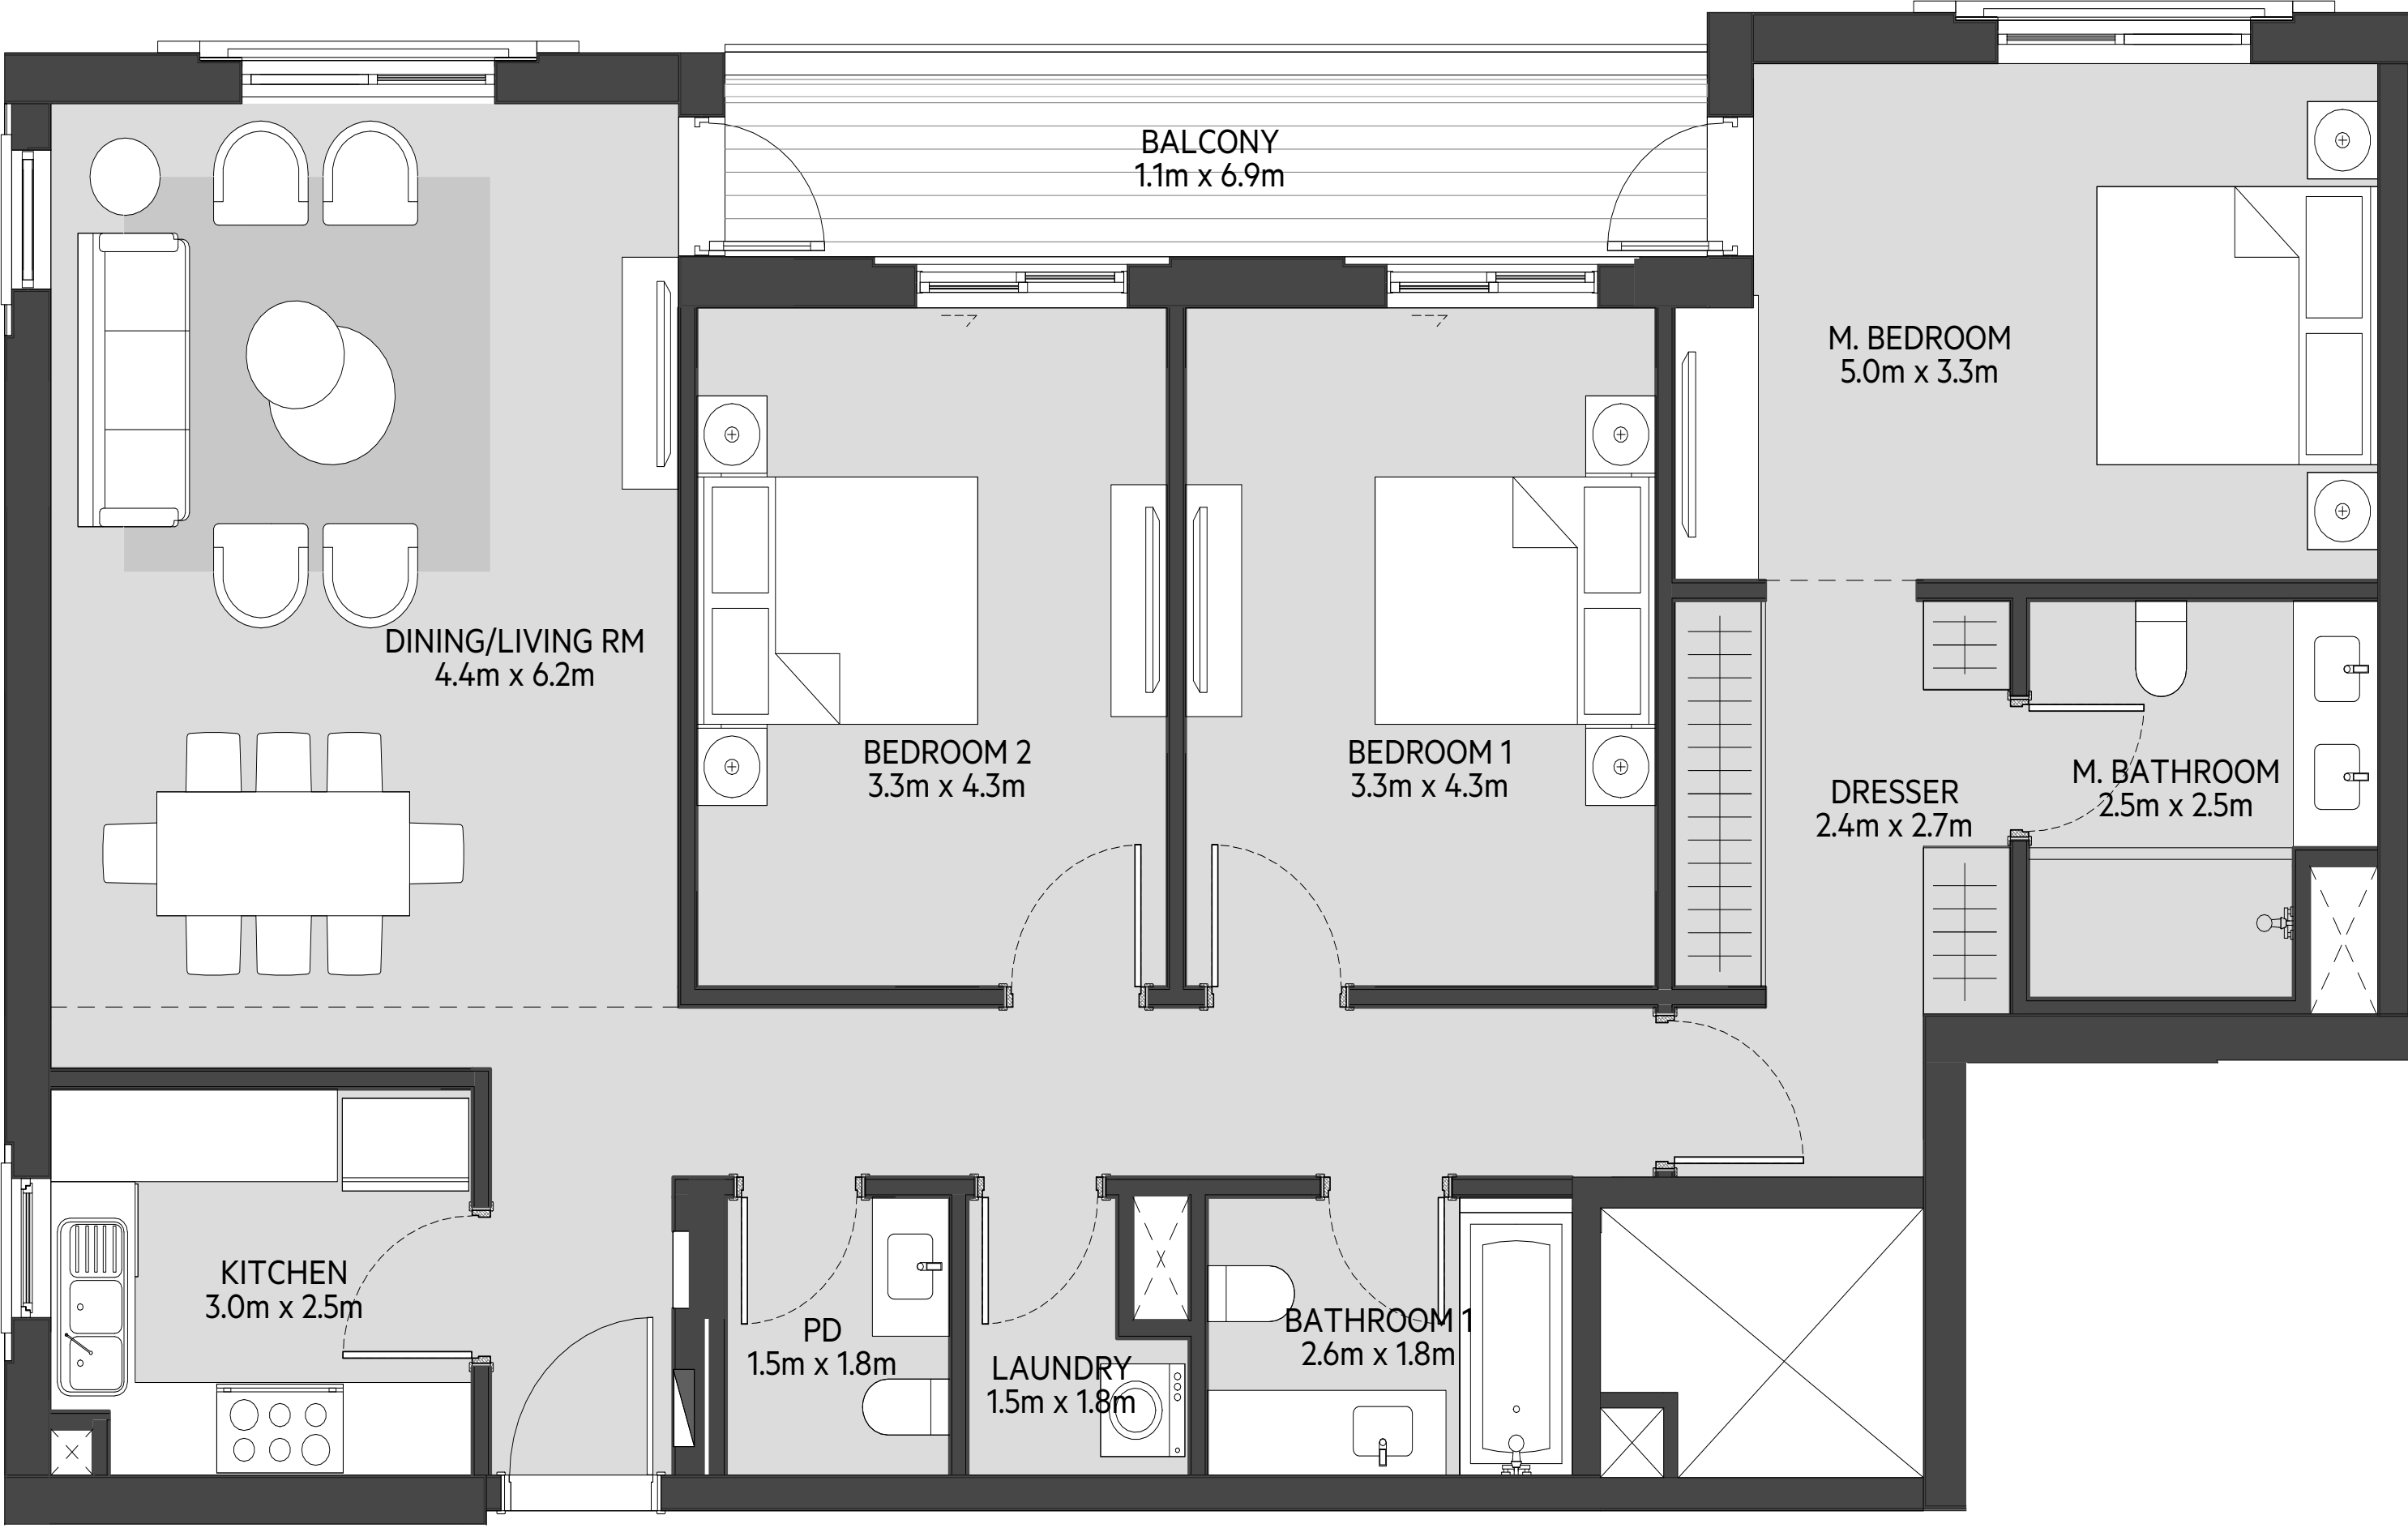 BALCONY
1.1m x 6.9m
M. BEDROOM
5.0m x 3.3m
DINING/LIVING RM
4.4m x 6.2m
BEDROOM 2
3.3m x 4.3m
BEDROOM 1
3.3m x 4.3m
DRESSER
2.4m x 2.7m
M. BATHROOM
2.5m x 2.5m
KITCHEN
3.0m x 2.5m
PD
1.5m x 1.8m
LAUNDRY
1.5m x 1.8m
BATHROOM 1
2.6m x 1.8m